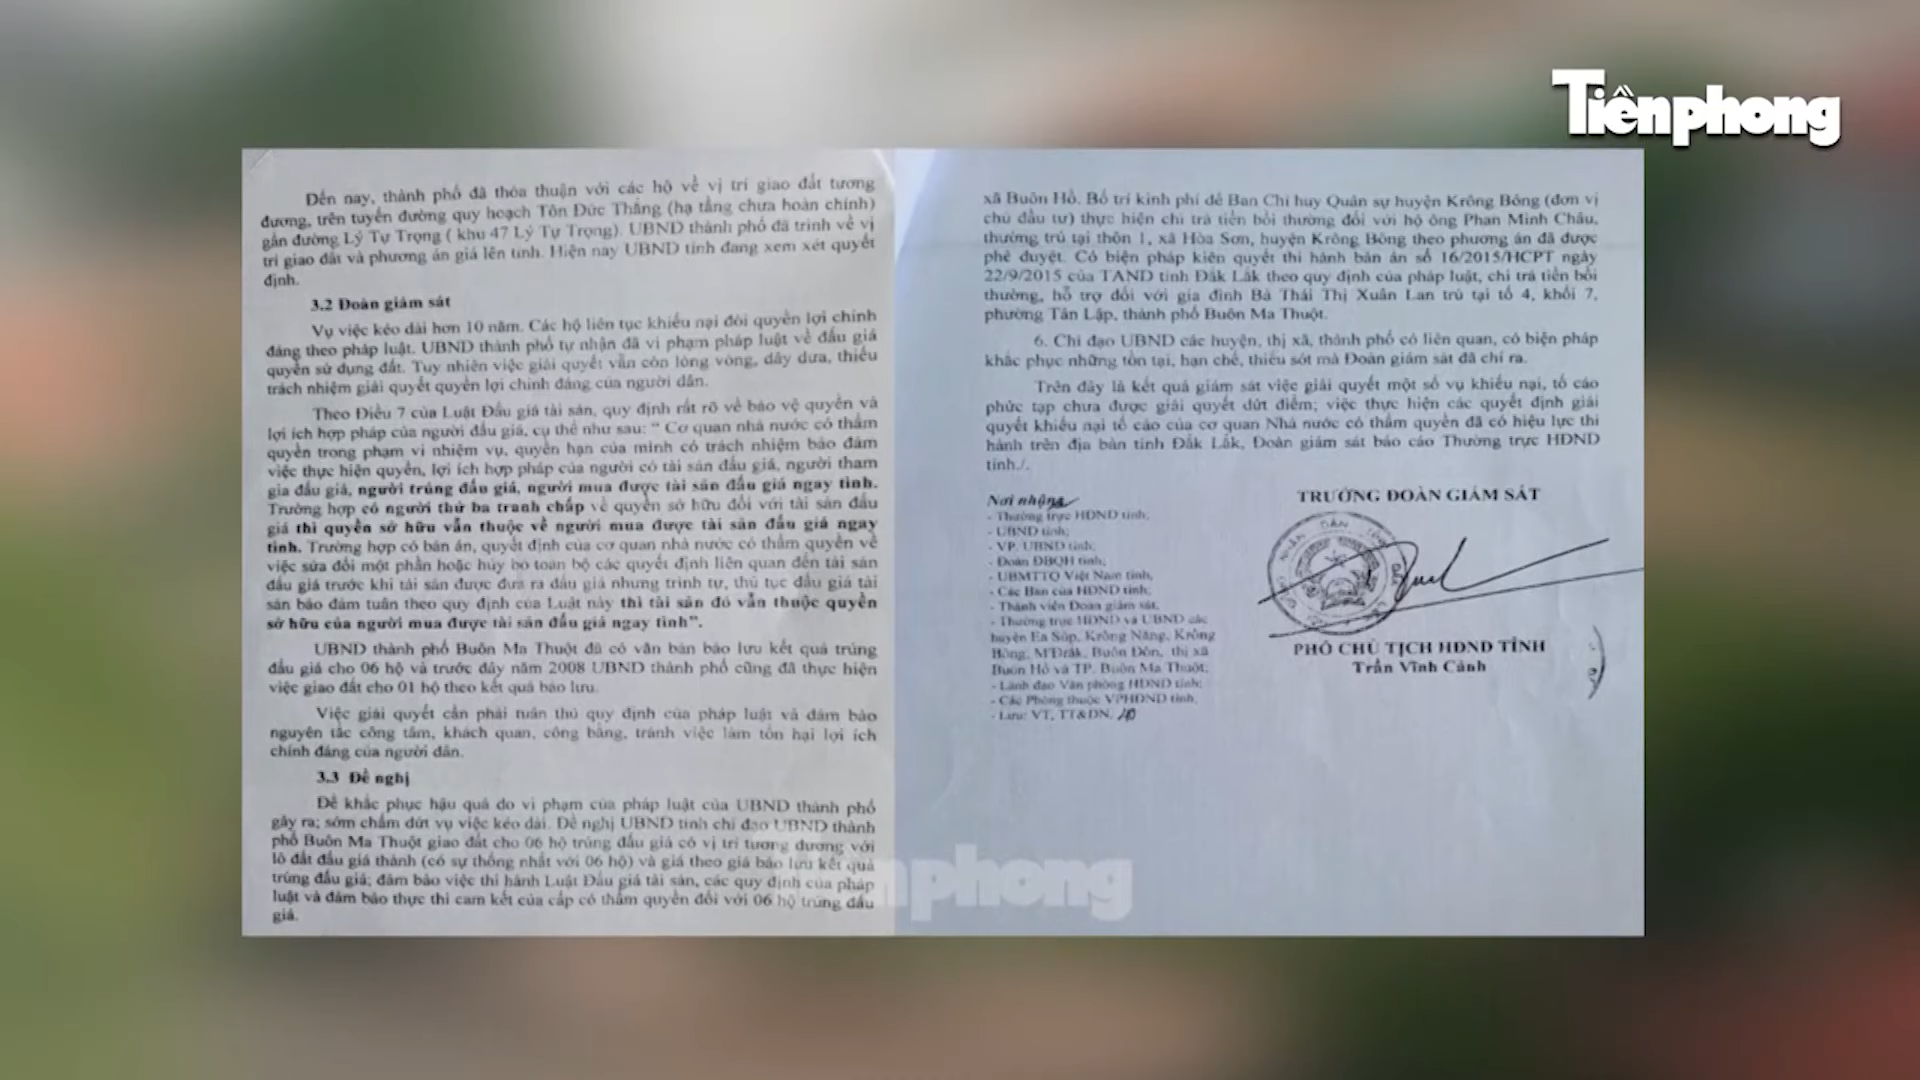 Tiênphong
Đến nay, thành phố đã thỏa thuận với các hộ về vị trí giao đất tương
đương, trên tuyến đường quy hoạch Tôn Đức Thắng (hạ tầng chưa hoàn chỉnh)
gần đường Lý Tự Trọng ( khu 47 Lý Tự Trọng). UBND thành phố đã trình về vị
trí giao đất và phương án giá lên tỉnh. Hiện nay UBND tỉnh đang xem xét quyết
định.
3.2 Đoàn giám sát
Vụ việc kéo dài hơn 10 năm. Các hộ liên tục khiếu nại đòi quyền lợi chính
đáng theo pháp luật. UBND thành phố tự nhận đã vi phạm pháp luật về đấu giá
quyền sử dụng đất. Tuy nhiên việc giải quyết vẫn còn lòng vòng, dây dưa, thiếu
trách nhiệm giải quyết quyền lợi chính đáng của người dân.
Theo Điều 7 của Luật Đấu giá tài sản, quy định rất rõ về bảo vệ quyền và
lợi ích hợp pháp của người đấu giá, cụ thể như sau: “ Cơ quan nhà nước có thẩm
quyền trong phạm vi nhiệm vụ, quyền hạn của mình có trách nhiệm bảo đảm
việc thực hiện quyền, lợi ích hợp pháp của người có tài sản đấu giá, người tham
gia đấu giá, người trúng đấu giá, người mua được tài sản đấu giá ngay tình.
Trường hợp có người thứ ba tranh chấp về quyền sở hữu đối với tài sản đấu
giá thì quyền sở hữu vẫn thuộc về người mua được tài sản đấu giá ngay
tình. Trường hợp có bản án, quyết định của cơ quan nhà nước có thẩm quyền về
việc sửa đổi một phần hoặc hủy bỏ toàn bộ các quyết định liên quan đến tài sản
đấu giá trước khi tài sản được đưa ra đấu giá nhưng trình tự, thủ tục đấu giá tài
sản bảo đảm tuân theo quy định của Luật này thì tài sản đó vẫn thuộc quyền
sở hữu của người mua được tài sản đấu giá ngay tình”.
UBND thành phố Buôn Ma Thuột đã có văn bản bảo lưu kết quả trúng
đấu giá cho 06 hộ và trước đây năm 2008 UBND thành phố cũng đã thực hiện
việc giao đất cho 01 hộ theo kết quả bảo lưu.
Việc giải quyết cần phải tuân thủ quy định của pháp luật và đảm bảo
nguyên tắc công tâm, khách quan, công bằng, tránh việc làm tổn hại lợi ích
chính đáng của người dân.
3.3 Đề nghị
Để khắc phục hậu quả do vi phạm của pháp luật của UBND thành phố
gây ra; sớm chấm dứt vụ việc kéo dài. Đề nghị UBND tỉnh chỉ đạo UBND thành
phố Buôn Ma Thuột giao đất cho 06 hộ trúng đấu giá có vị trí tương đương với
lô đất đấu giá thành (có sự thống nhất với 06 hộ) và giá theo giá bảo lưu kết quả
trúng đấu giá; đảm bảo việc thi hành Luật Đấu giá tài sản, các quy định của pháp
luật và đảm bảo thực thi cam kết của cấp có thẩm quyền đối với 06 hộ trúng đấu
giá.
xã Buôn Hồ. Bố trí kinh phí để Ban Chỉ huy Quân sự huyện Krông Bông (đơn vị
chủ đầu tư) thực hiện chi trả tiền bồi thường đối với hộ ông Phan Minh Châu,
thường trú tại thôn 1, xã Hòa Sơn, huyện Krông Bông theo phương án đã được
phê duyệt. Có biện pháp kiên quyết thi hành bản án số 16/2015/HCPT ngày
22/9/2015 của TAND tỉnh Đắk Lắk theo quy định của pháp luật, chi trả tiền bồi
thường, hỗ trợ đối với gia đình Bà Thái Thị Xuân Lan trú tại tổ 4, khối 7,
phường Tân Lập, thành phố Buôn Ma Thuột.
6. Chỉ đạo UBND các huyện, thị xã, thành phố có liên quan, có biện pháp
khắc phục những tồn tại, hạn chế, thiếu sót mà Đoàn giám sát đã chỉ ra.
Trên đây là kết quả giám sát việc giải quyết một số vụ khiếu nại, tố cáo
phức tạp chưa được giải quyết dứt điểm; việc thực hiện các quyết định giải
quyết khiếu nại tố cáo của cơ quan Nhà nước có thẩm quyền đã có hiệu lực thi
hành trên địa bàn tỉnh Đắk Lắk, Đoàn giám sát báo cáo Thường trực HĐND
tỉnh./.
Nơi nhận:
- Thường trực HĐND tỉnh;
- UBND tỉnh;
- VP. UBND tỉnh;
- Đoàn ĐBQH tỉnh;
- UBMTTQ Việt Nam tỉnh,
- Các Ban của HĐND tỉnh;
- Thành viên Đoàn giám sát,
- Thường trực HĐND và UBND các
huyện Ea Súp, Krông Năng, Krông
Bông, M'Đrắk, Buôn Đôn, thị xã
Buôn Hồ và TP. Buôn Ma Thuột;
- Lãnh đạo Văn phòng HĐND tỉnh;
- Các Phòng thuộc VPHĐND tỉnh,
- Lưu: VT, TT&DN.
TRƯỞNG ĐOÀN GIÁM SÁT
PHÓ CHỦ TỊCH HĐND TỈNH
Trần Vĩnh Cảnh